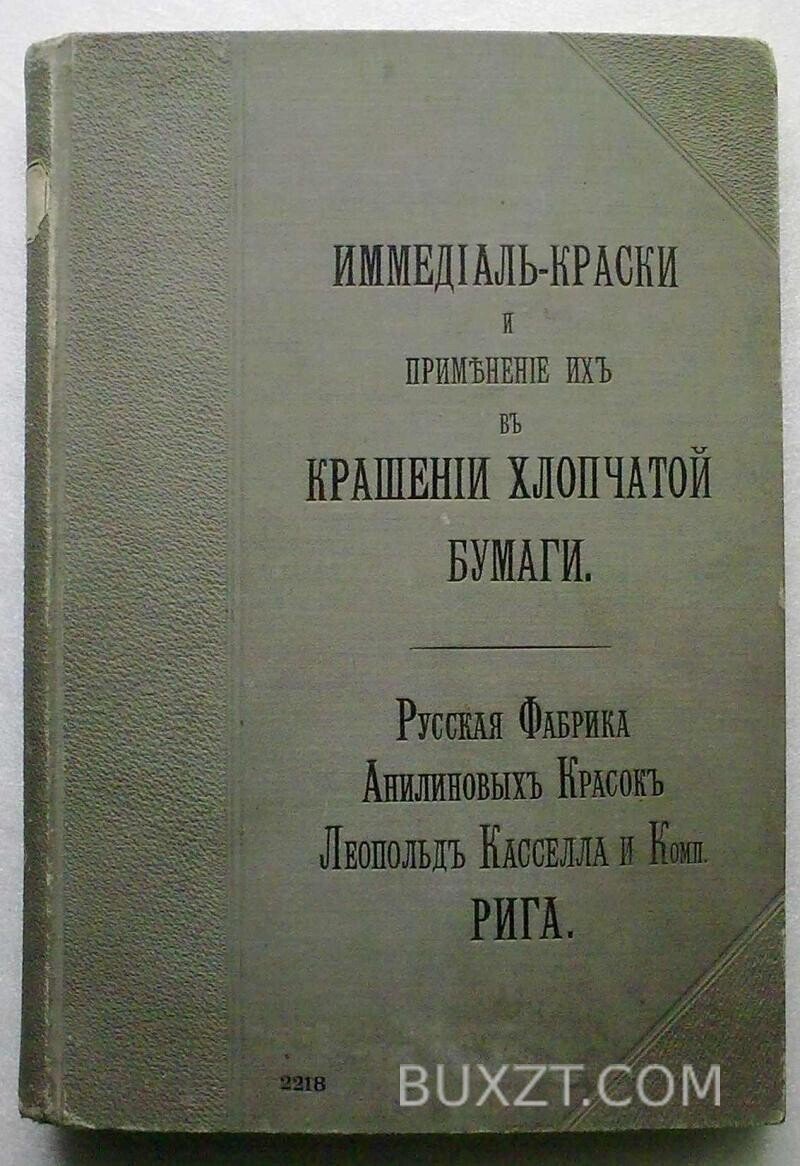 ИММЕДІАЛЬ-КРАСКИ
И
ПРИМѢНЕНІЕ ИХЪ
ВЪ
КРАШЕНІИ ХЛОПЧАТОЙ
БУМАГИ.
РУССКАЯ ФАБРИКА
АНИЛИНОВЫХЪ КРАСОКЪ
ЛЕОПОЛЬДЪ КАССЕЛЛА И КОМП.
РИГА.
2218
BUXZT.COM